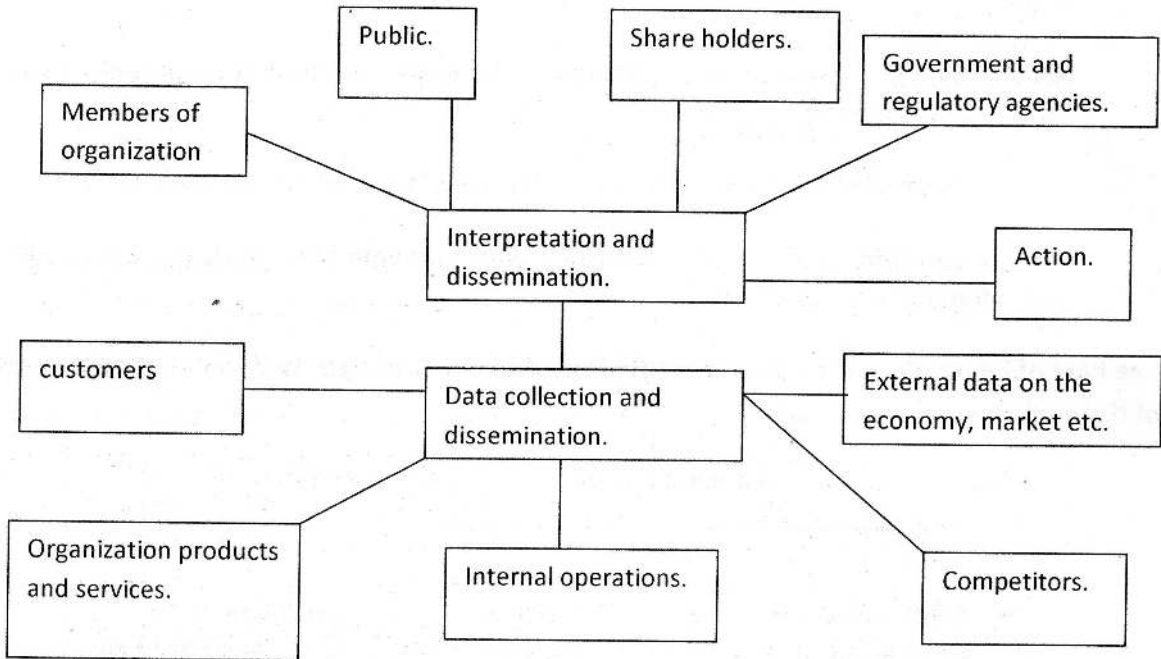 Public.
Share holders.
Government and
regulatory agencies.
Members of
organization
Interpretation and
dissemination.
Action.
customers
Data collection and
dissemination.
External data on the
economy, market etc.
Organization products
and services.
Internal operations.
Competitors.